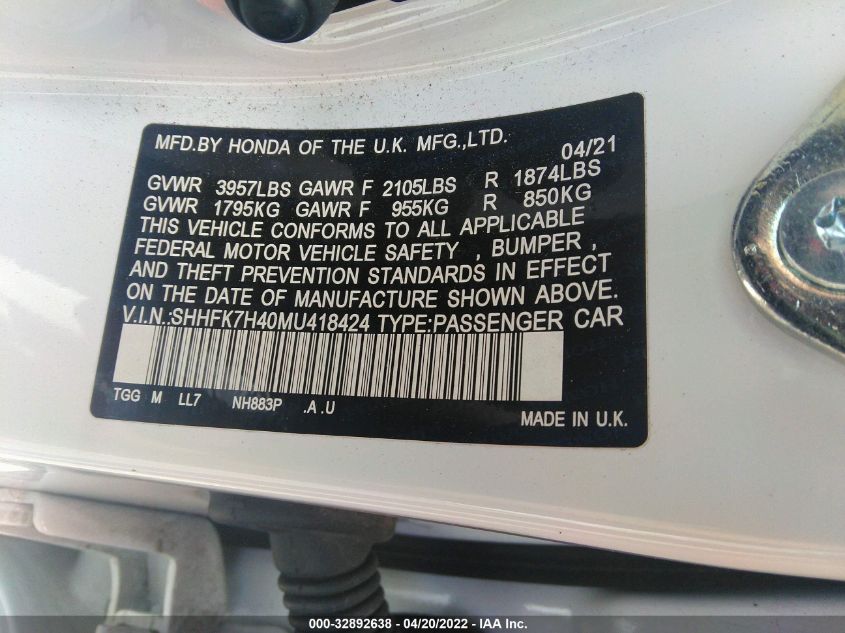 MFD.BY HONDA OF THE U.K. MFG.,LTD. 04/21
GVWR 3957LBS GAWR F 2105LBS R 1874LBS
GVWR 1795KG GAWR F 955KG R 850KG
THIS VEHICLE CONFORMS TO ALL APPLICABLE
FEDERAL MOTOR VEHICLE SAFETY , BUMPER ,
AND THEFT PREVENTION STANDARDS IN EFFECT
ON THE DATE OF MANUFACTURE SHOWN ABOVE.
V.I.N.:SHHFK7H40MU418424 TYPE:PASSENGER CAR
TGG M LL7 NH883P .A .U
MADE IN U.K.
000-32892638 - 04/20/2022 - IAA Inc.